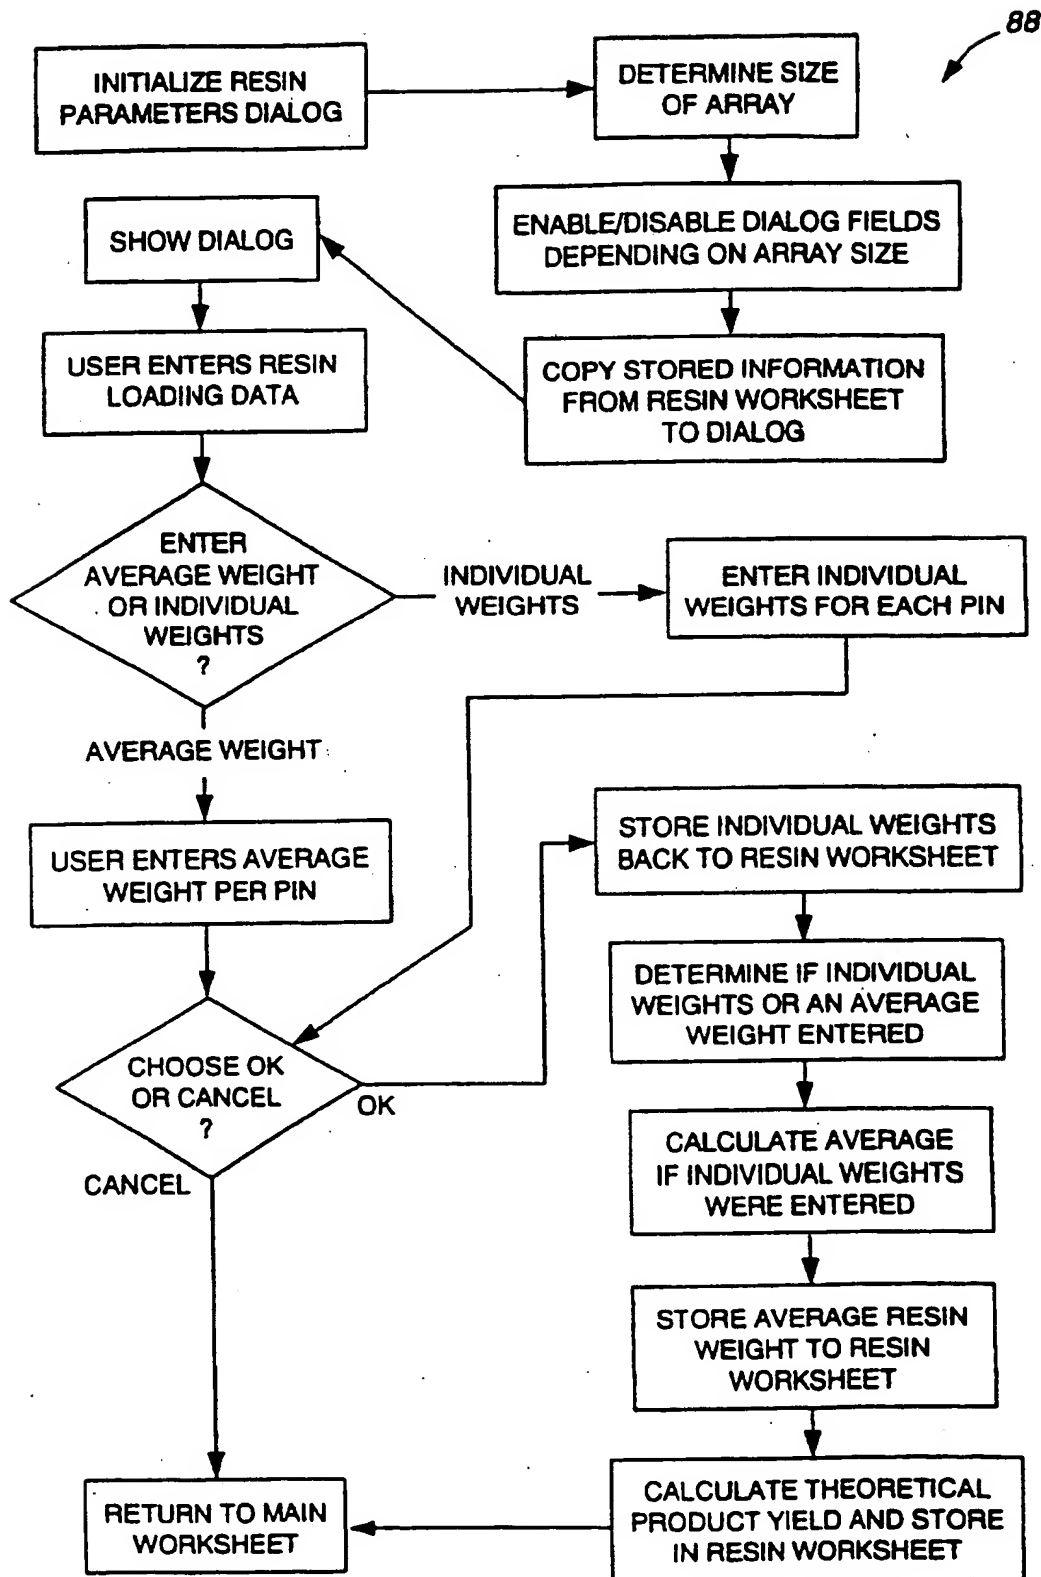 88
INITIALIZE RESIN
PARAMETERS DIALOG
DETERMINE SIZE
OF ARRAY
ENABLE/DISABLE DIALOG FIELDS
DEPENDING ON ARRAY SIZE
COPY STORED INFORMATION
FROM RESIN WORKSHEET
TO DIALOG
SHOW DIALOG
USER ENTERS RESIN
LOADING DATA
ENTER
AVERAGE WEIGHT
OR INDIVIDUAL
WEIGHTS
?
INDIVIDUAL
WEIGHTS
ENTER INDIVIDUAL
WEIGHTS FOR EACH PIN
AVERAGE WEIGHT
USER ENTERS AVERAGE
WEIGHT PER PIN
CHOOSE OK
OR CANCEL
?
OK
CANCEL
STORE INDIVIDUAL WEIGHTS
BACK TO RESIN WORKSHEET
DETERMINE IF INDIVIDUAL
WEIGHTS OR AN AVERAGE
WEIGHT ENTERED
CALCULATE AVERAGE
IF INDIVIDUAL WEIGHTS
WERE ENTERED
STORE AVERAGE RESIN
WEIGHT TO RESIN
WORKSHEET
CALCULATE THEORETICAL
PRODUCT YIELD AND STORE
IN RESIN WORKSHEET
RETURN TO MAIN
WORKSHEET